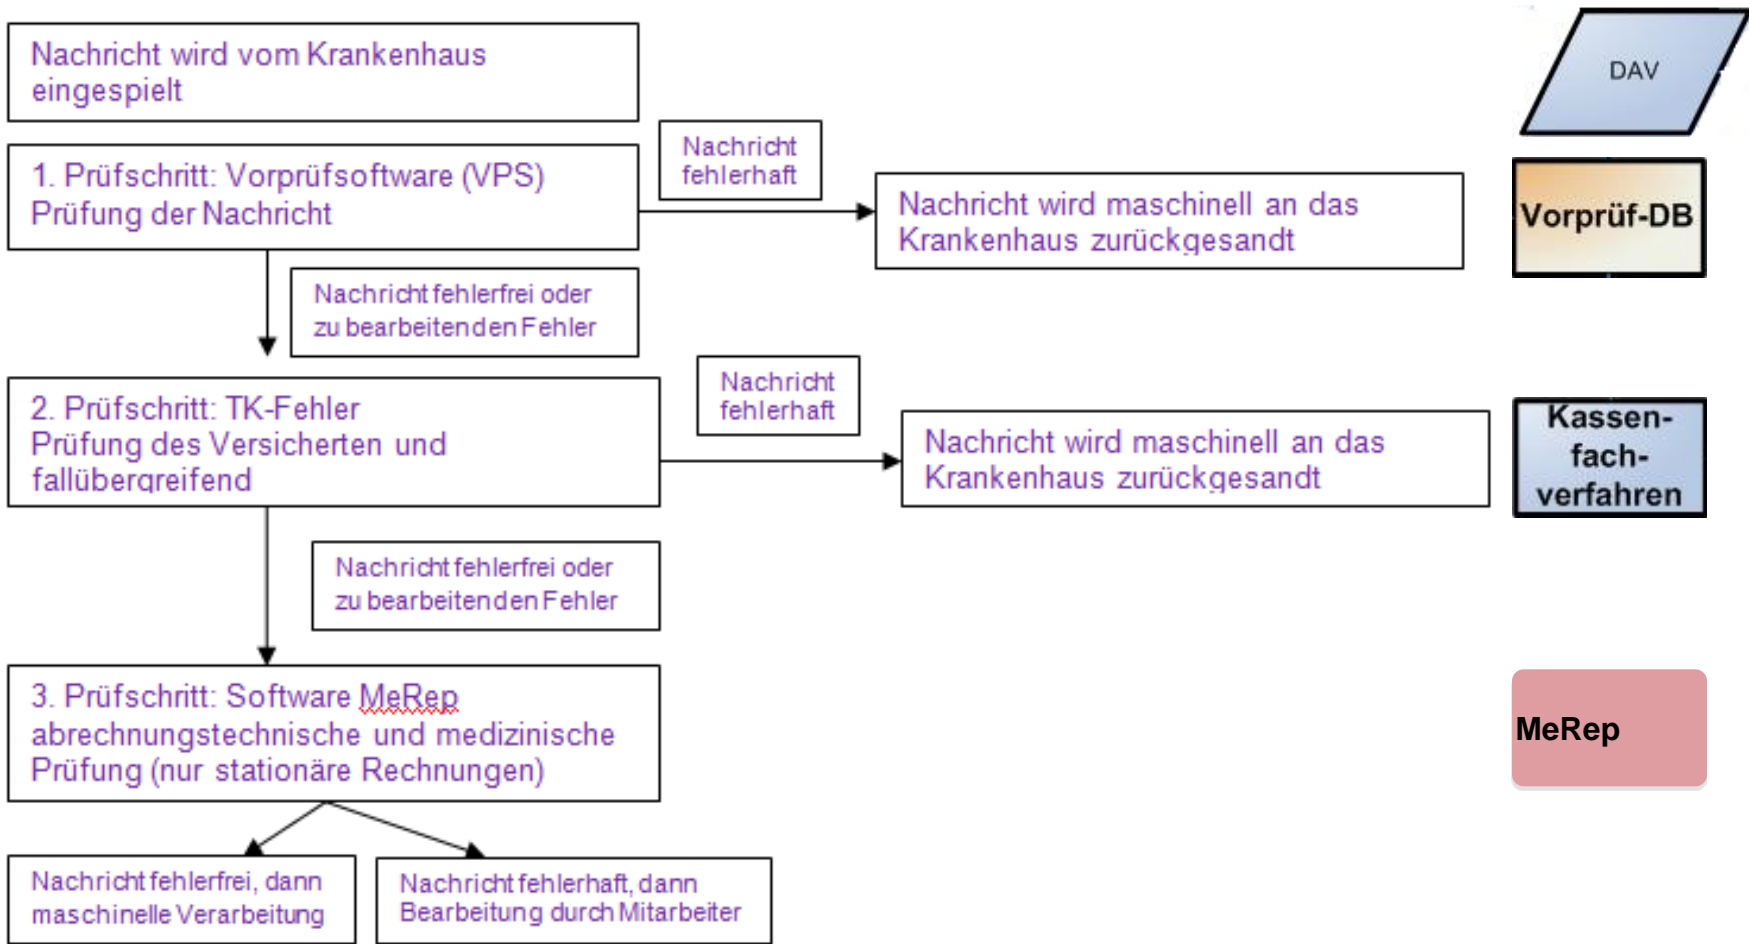 Nachricht wird vom Krankenhaus
eingespielt
DAV
1. Prüfschritt: Vorprüfsoftware (VPS)
Prüfung der Nachricht
Nachricht
fehlerhaft
Nachricht wird maschinell an das
Krankenhaus zurückgesandt
Vorprüf-DB
Nachricht fehlerfrei oder
zu bearbeitenden Fehler
2. Prüfschritt: TK-Fehler
Prüfung des Versicherten und
fallübergreifend
Nachricht
fehlerhaft
Nachricht wird maschinell an das
Krankenhaus zurückgesandt
Kassen-
fach-
verfahren
Nachricht fehlerfrei oder
zu bearbeitenden Fehler
3. Prüfschritt: Software MeRep
abrechnungstechnische und medizinische
Prüfung (nur stationäre Rechnungen)
MeRep
Nachricht fehlerfrei, dann
maschinelle Verarbeitung
Nachricht fehlerhaft, dann
Bearbeitung durch Mitarbeiter